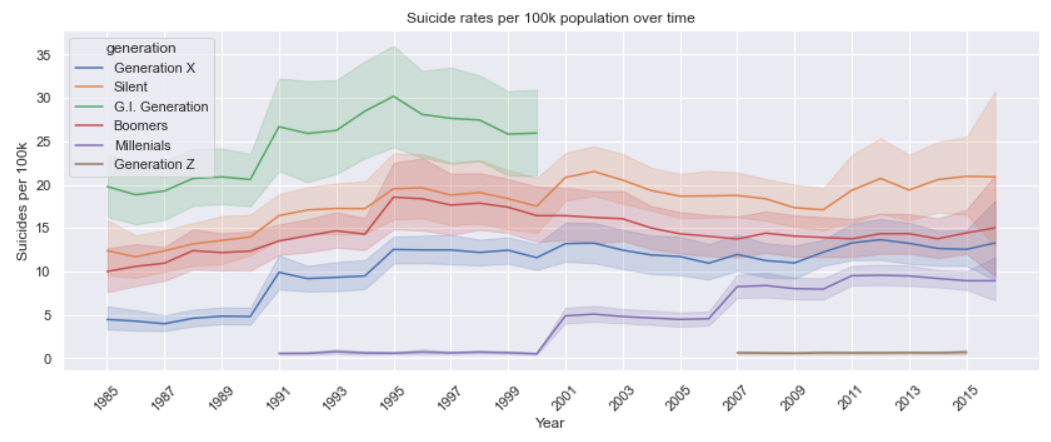 Suicide rates per 100k population over time
generation
Generation X
Silent
G.I. Generation
Boomers
Millenials
Generation Z
Suicides per 100k
35
30
25
20
15
10
5
0
1985
1987
1989
1991
1993
1995
1997
1999
2001
2003
2005
2007
2009
2011
2013
2015
Year